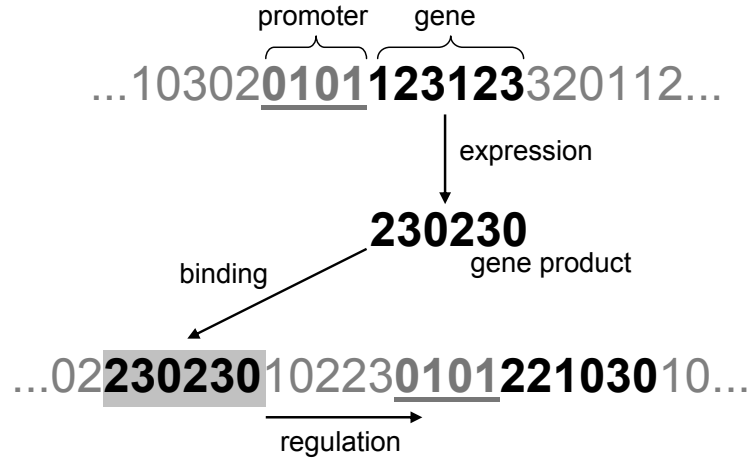 promoter gene
...103020101123123320112...
expression
230230
gene product
binding
...0223023010223010122103010...
regulation